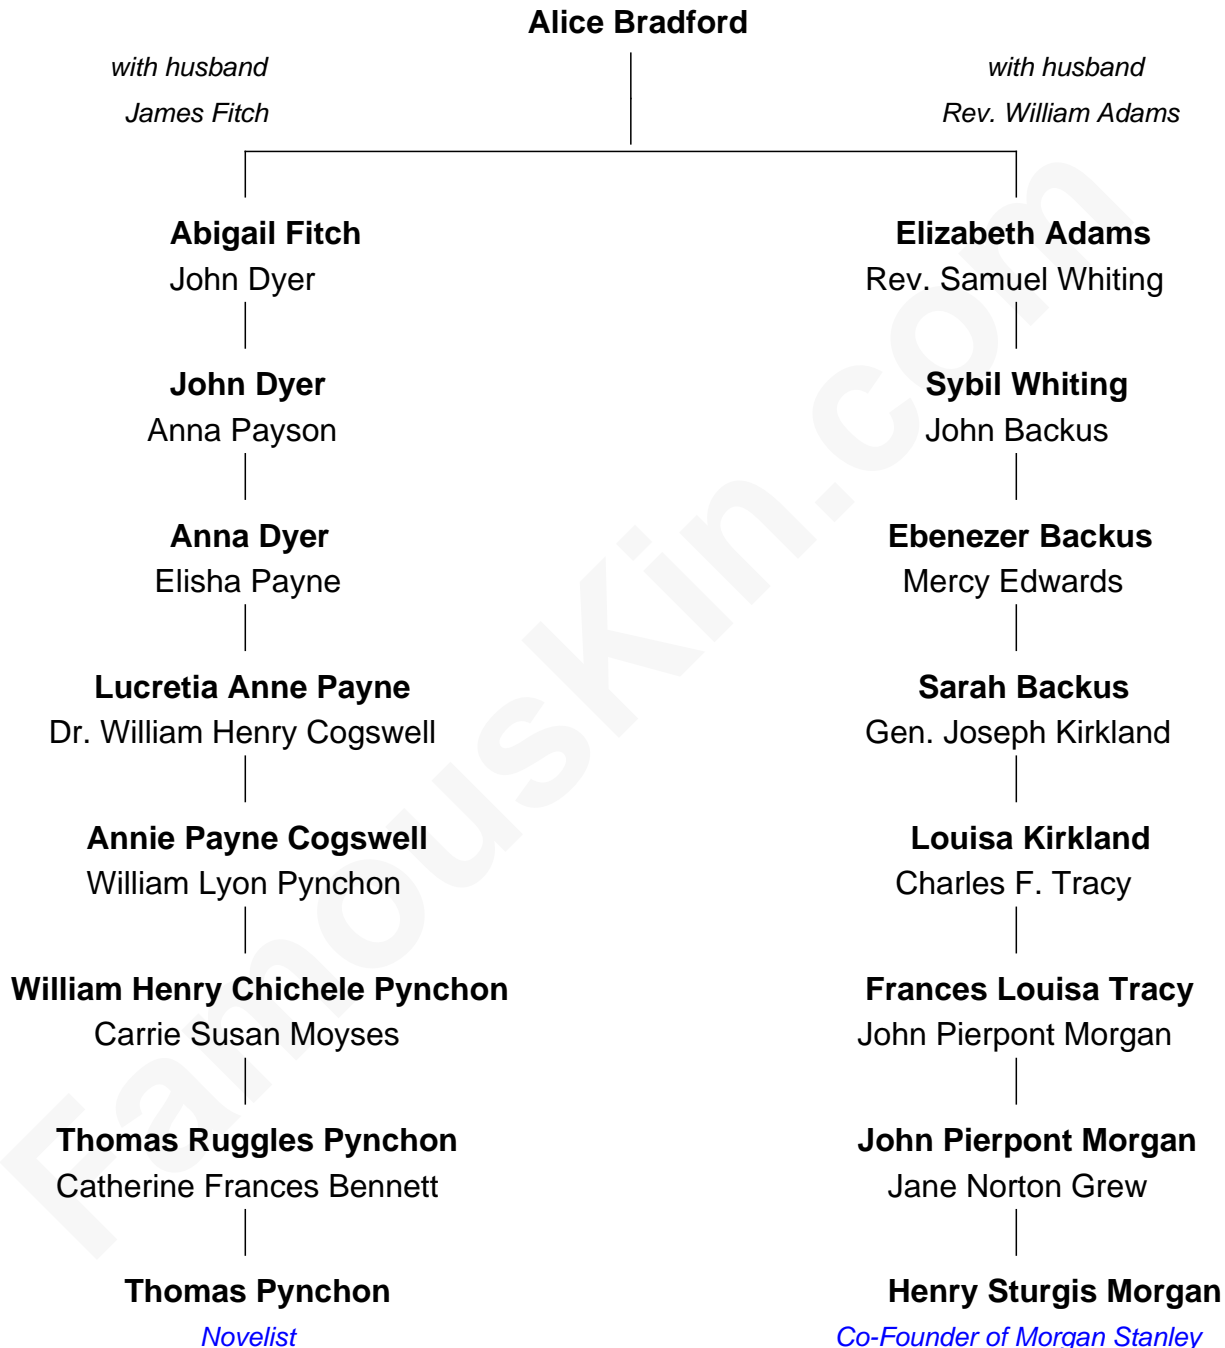 Alice Bradford
with husband
James Fitch
with husband
Rev. William Adams
Abigail Fitch
John Dyer
Elizabeth Adams
Rev. Samuel Whiting
John Dyer
Anna Payson
Sybil Whiting
John Backus
Anna Dyer
Elisha Payne
Ebenezer Backus
Mercy Edwards
Lucretia Anne Payne
Dr. William Henry Cogswell
Sarah Backus
Gen. Joseph Kirkland
Annie Payne Cogswell
William Lyon Pynchon
Louisa Kirkland
Charles F. Tracy
William Henry Chichele Pynchon
Carrie Susan Moyses
Frances Louisa Tracy
John Pierpont Morgan
Thomas Ruggles Pynchon
Catherine Frances Bennett
John Pierpont Morgan
Jane Norton Grew
Thomas Pynchon
Novelist
Henry Sturgis Morgan
Co-Founder of Morgan Stanley
FamousKin.com